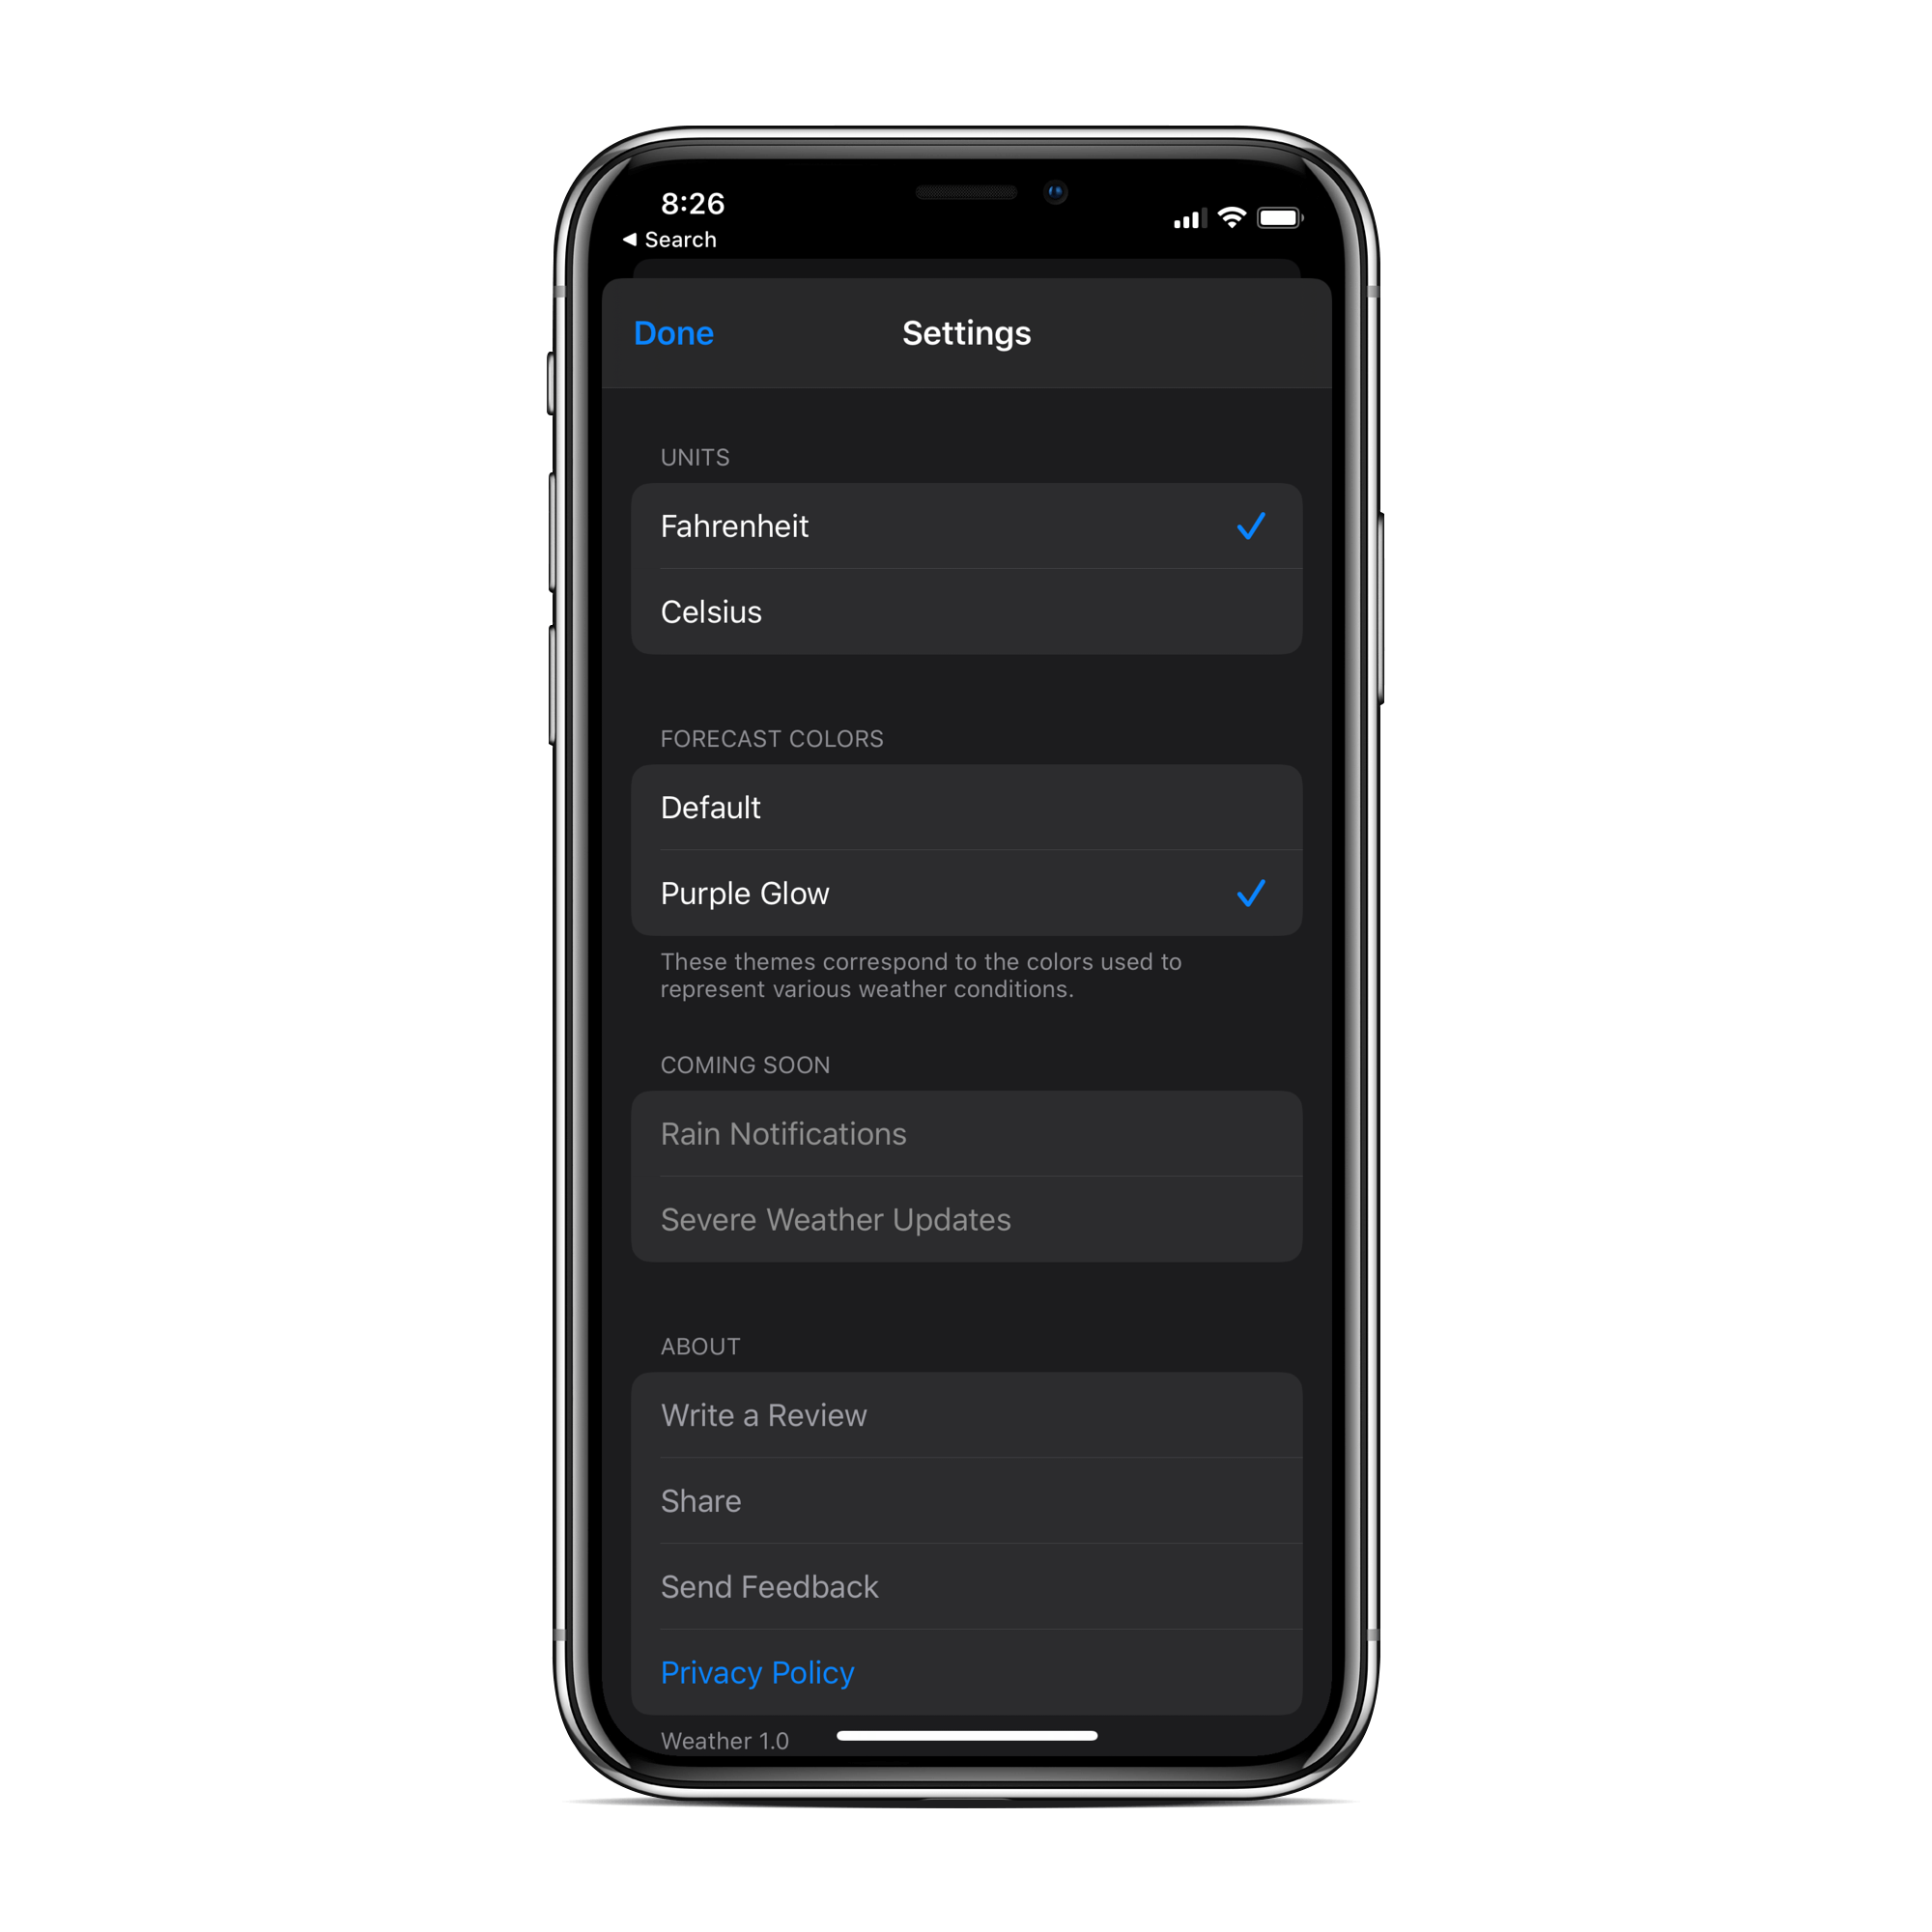 8:26
◀ Search
Done
Settings
UNITS
Fahrenheit
Celsius
FORECAST COLORS
Default
Purple Glow
These themes correspond to the colors used to
represent various weather conditions.
COMING SOON
Rain Notifications
Severe Weather Updates
ABOUT
Write a Review
Share
Send Feedback
Privacy Policy
Weather 1.0